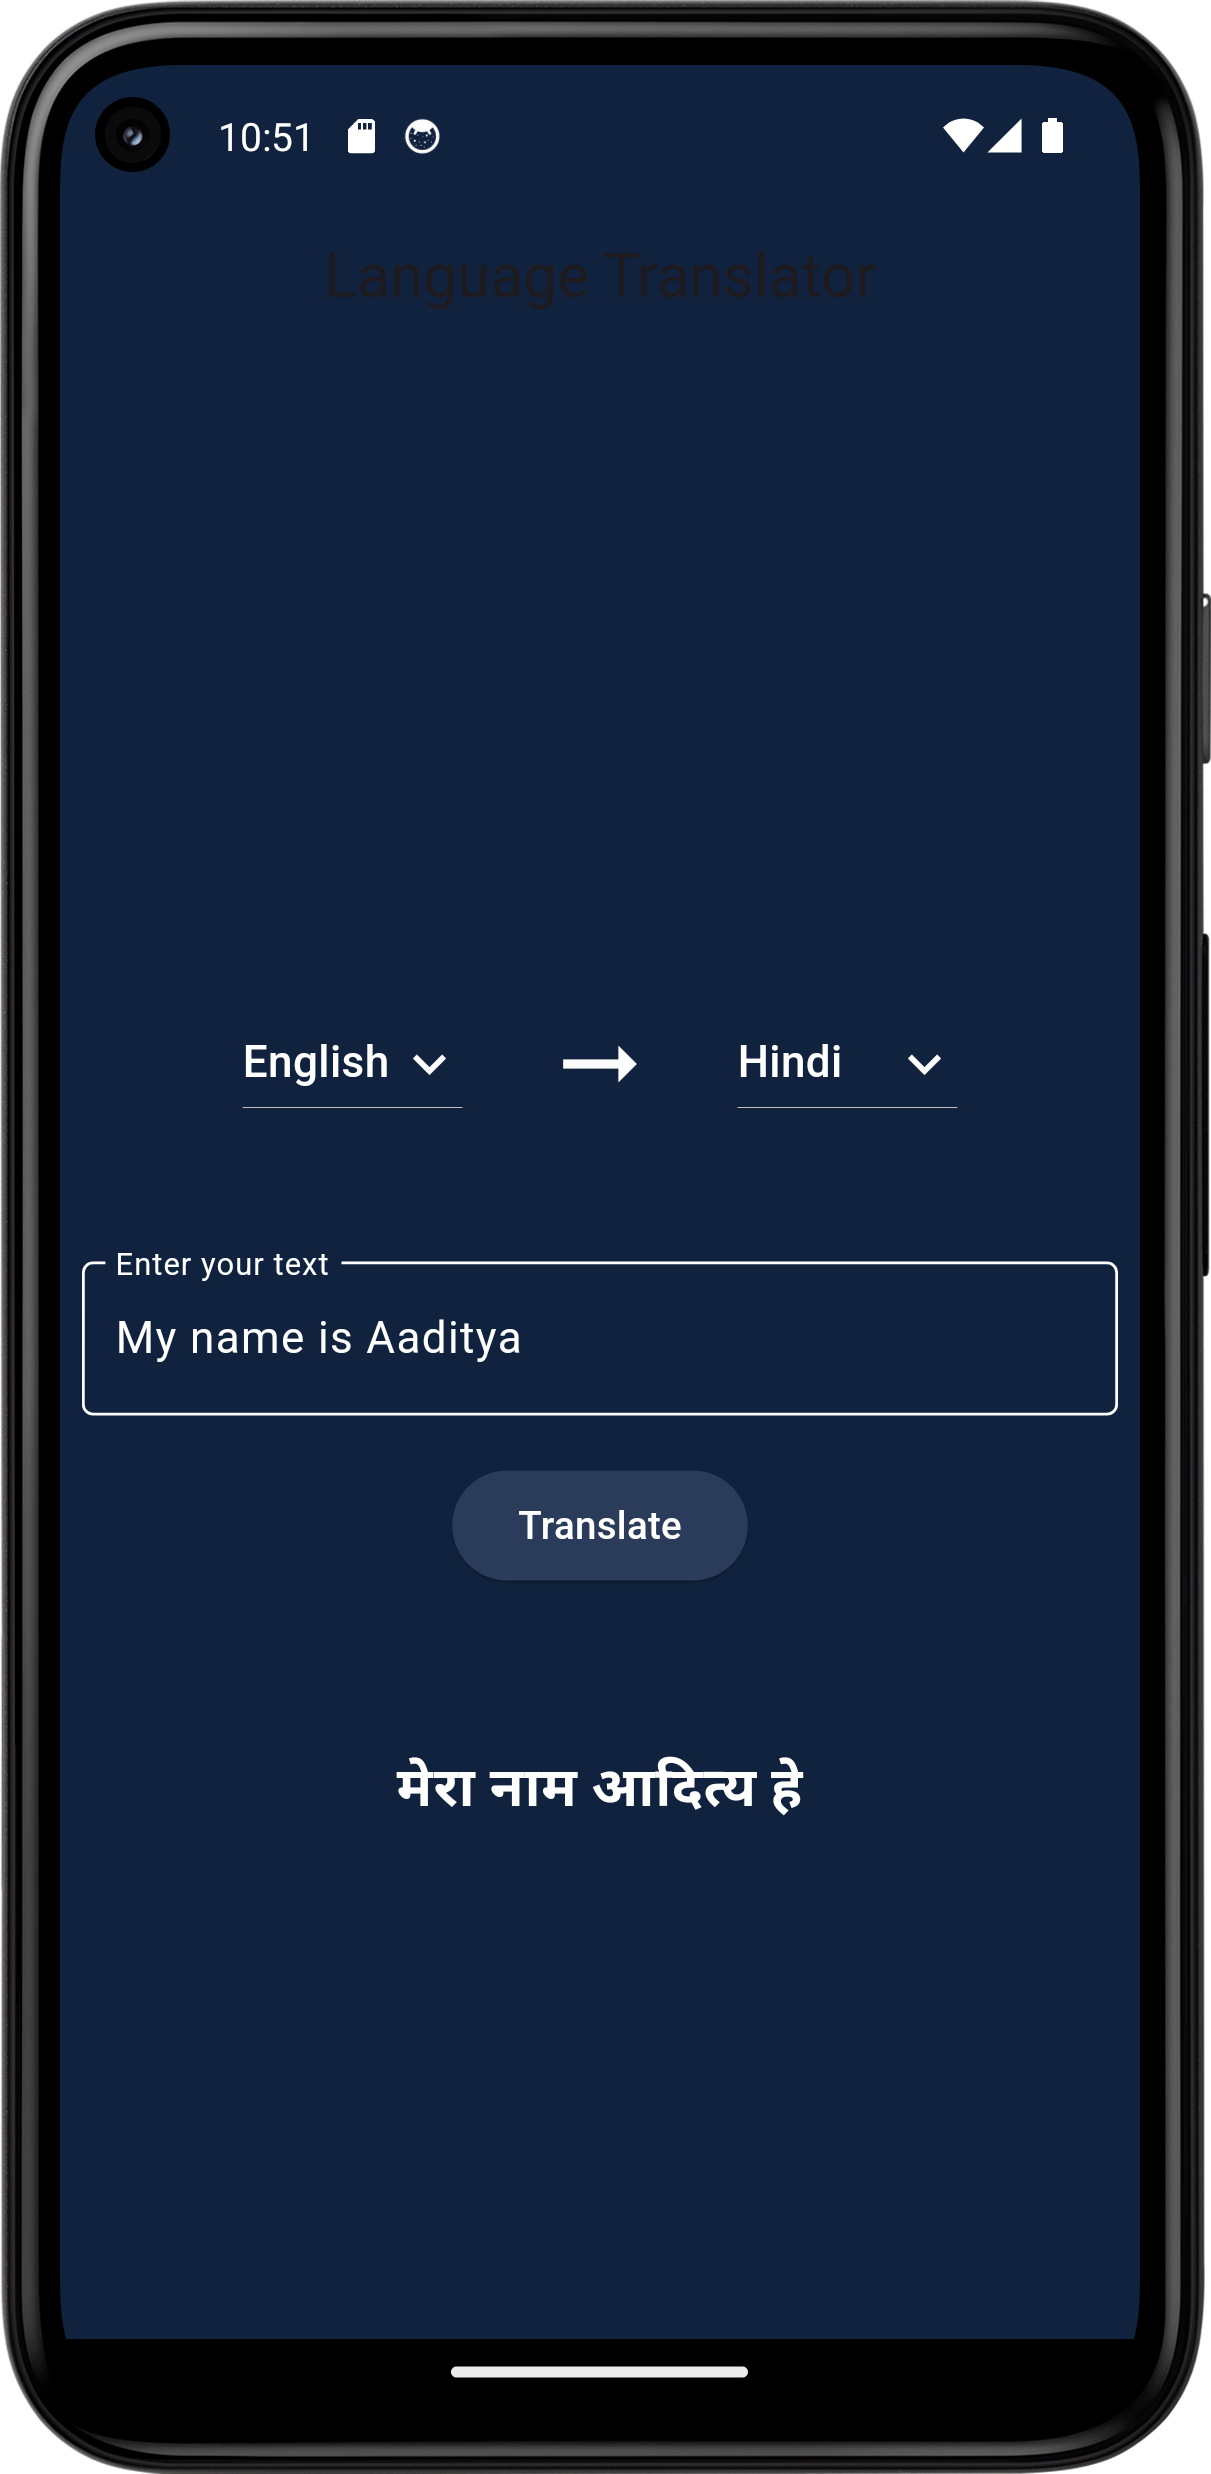 10:51
Language Translator
English
Hindi
Enter your text
My name is Aaditya
Translate
मेरा नाम आदित्य हे